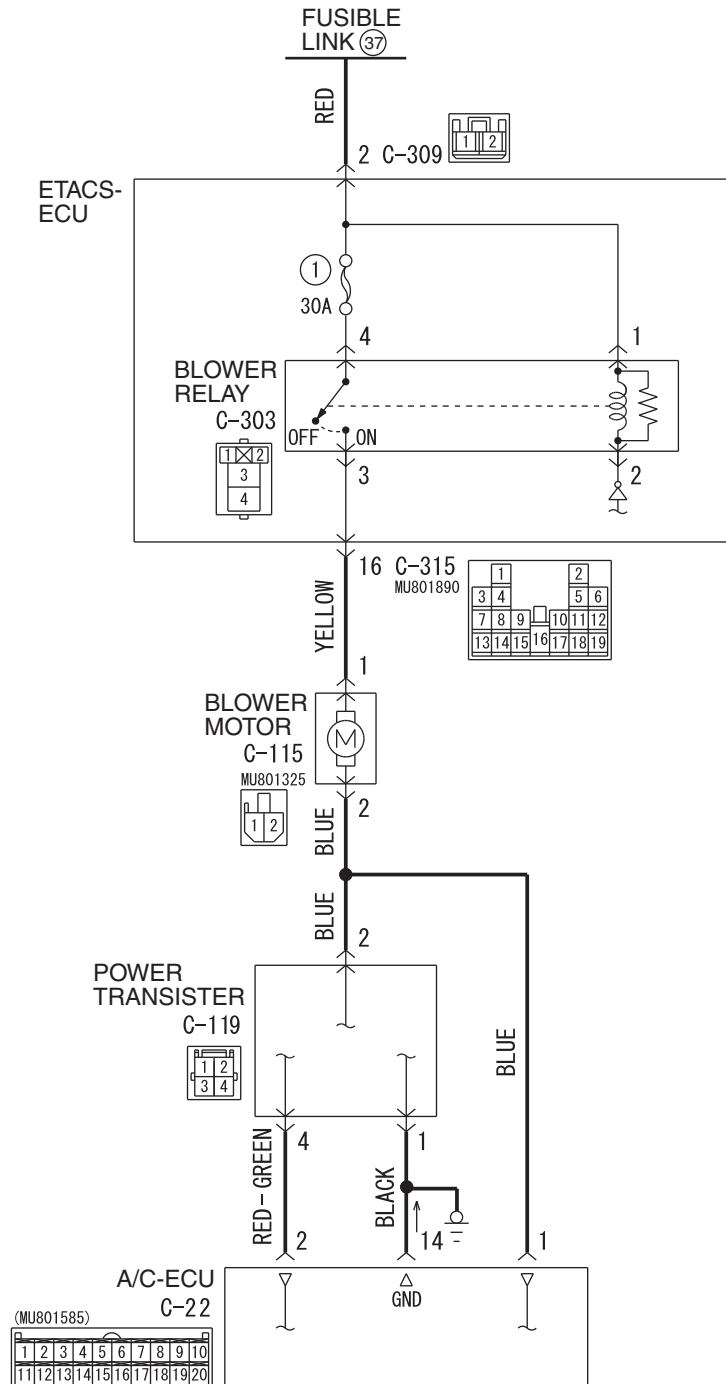 FUSIBLE
LINK 37
RED
2 C-309
1 2
ETACS-
ECU
1
30A
4
1
BLOWER
RELAY
C-303
OFF ON
1 2
3
4
3
2
16 C-315
MU801890
1 2
3 4 5 6
7 8 9 10 11 12
13 14 15 16 17 18 19
YELLOW
1
BLOWER
MOTOR
C-115
MU801325
M
1 2
2
BLUE
BLUE
2
POWER
TRANSISTER
C-119
1 2
3 4
BLUE
4
1
RED-GREEN
BLACK
2
14
1
A/C-ECU
C-22
GND
(MU801585)
1 2 3 4 5 6 7 8 9 10
11 12 13 14 15 16 17 18 19 20